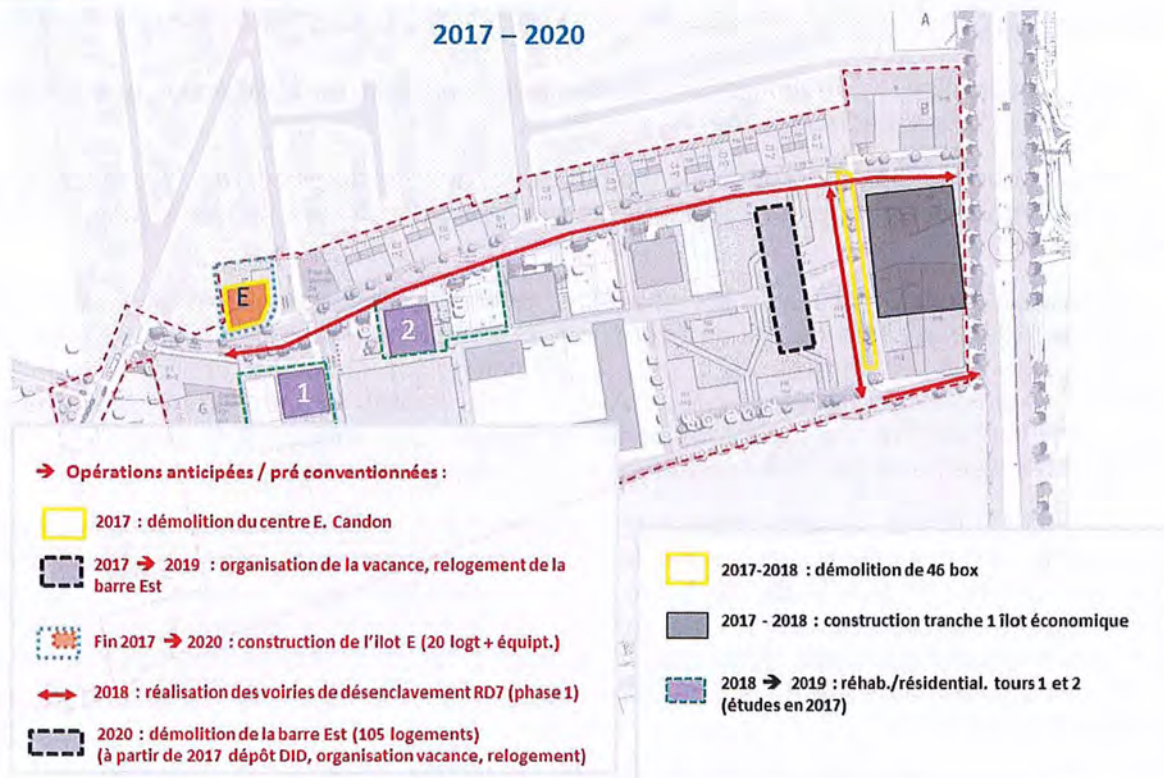 2017 – 2020
A
B
E
2
1
G
➔ Opérations anticipées / pré conventionnées :
2017 : démolition du centre E. Candon
2017 ➔ 2019 : organisation de la vacance, relogement de la
barre Est
Fin 2017 ➔ 2020 : construction de l'ilot E (20 logt + équipt.)
2018 : réalisation des voiries de désenclavement RD7 (phase 1)
2020 : démolition de la barre Est (105 logements)
(à partir de 2017 dépôt DID, organisation vacance, relogement)
2017-2018 : démolition de 46 box
2017 - 2018 : construction tranche 1 îlot économique
2018 ➔ 2019 : réhab./résidential. tours 1 et 2
(études en 2017)